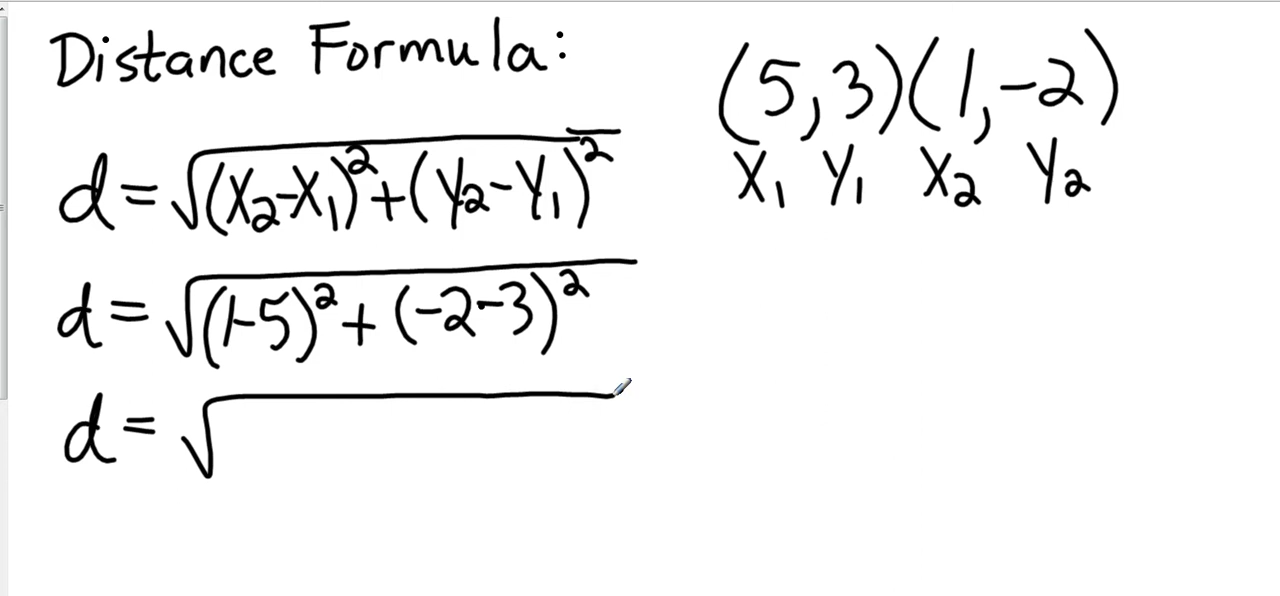 Distance Formula:
(5,3)(1,-2)
X₁ Y₁ X₂ Y₂
d = √(X₂-X₁)²+(Y₂-Y₁)²
d = √(1-5)²+(-2-3)²
d = √